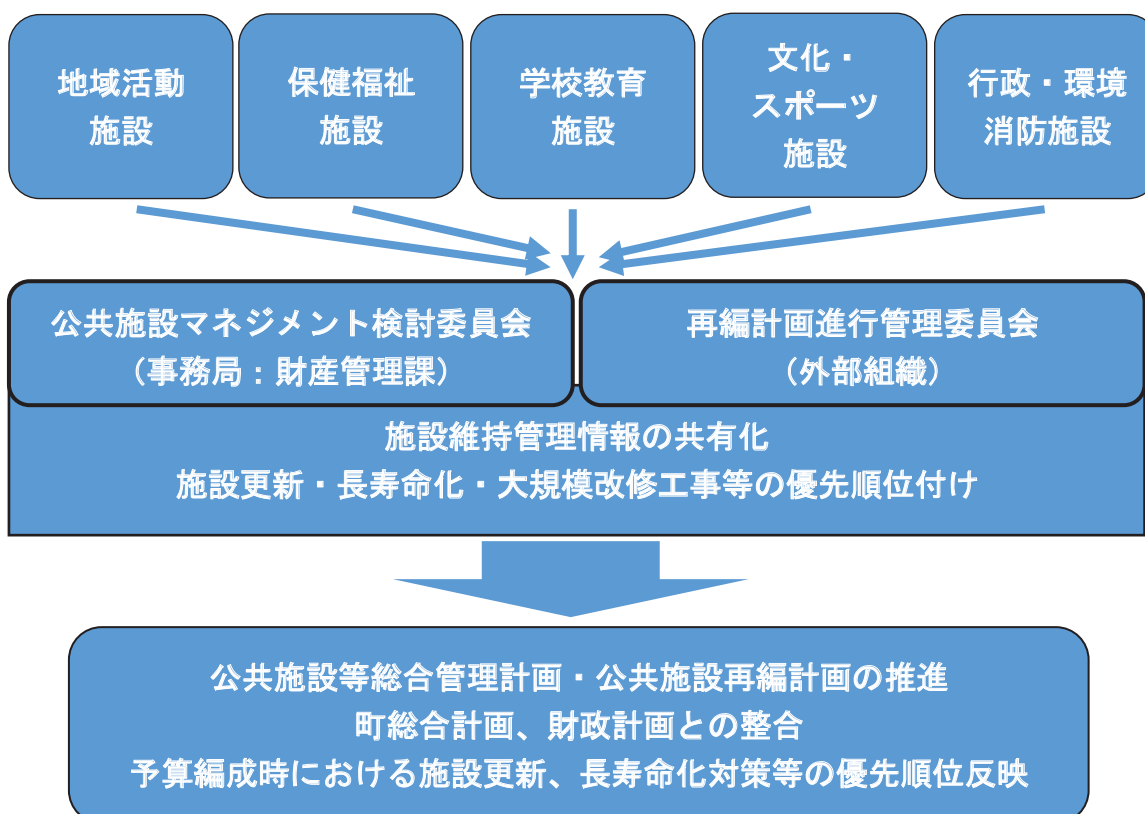 地域活動
施設
保健福祉
施設
学校教育
施設
文化・
スポーツ
施設
行政・環境
消防施設
公共施設マネジメント検討委員会
（事務局：財産管理課）
再編計画進行管理委員会
（外部組織）
施設維持管理情報の共有化
施設更新・長寿命化・大規模改修工事等の優先順位付け
公共施設等総合管理計画・公共施設再編計画の推進
町総合計画、財政計画との整合
予算編成時における施設更新、長寿命化対策等の優先順位反映